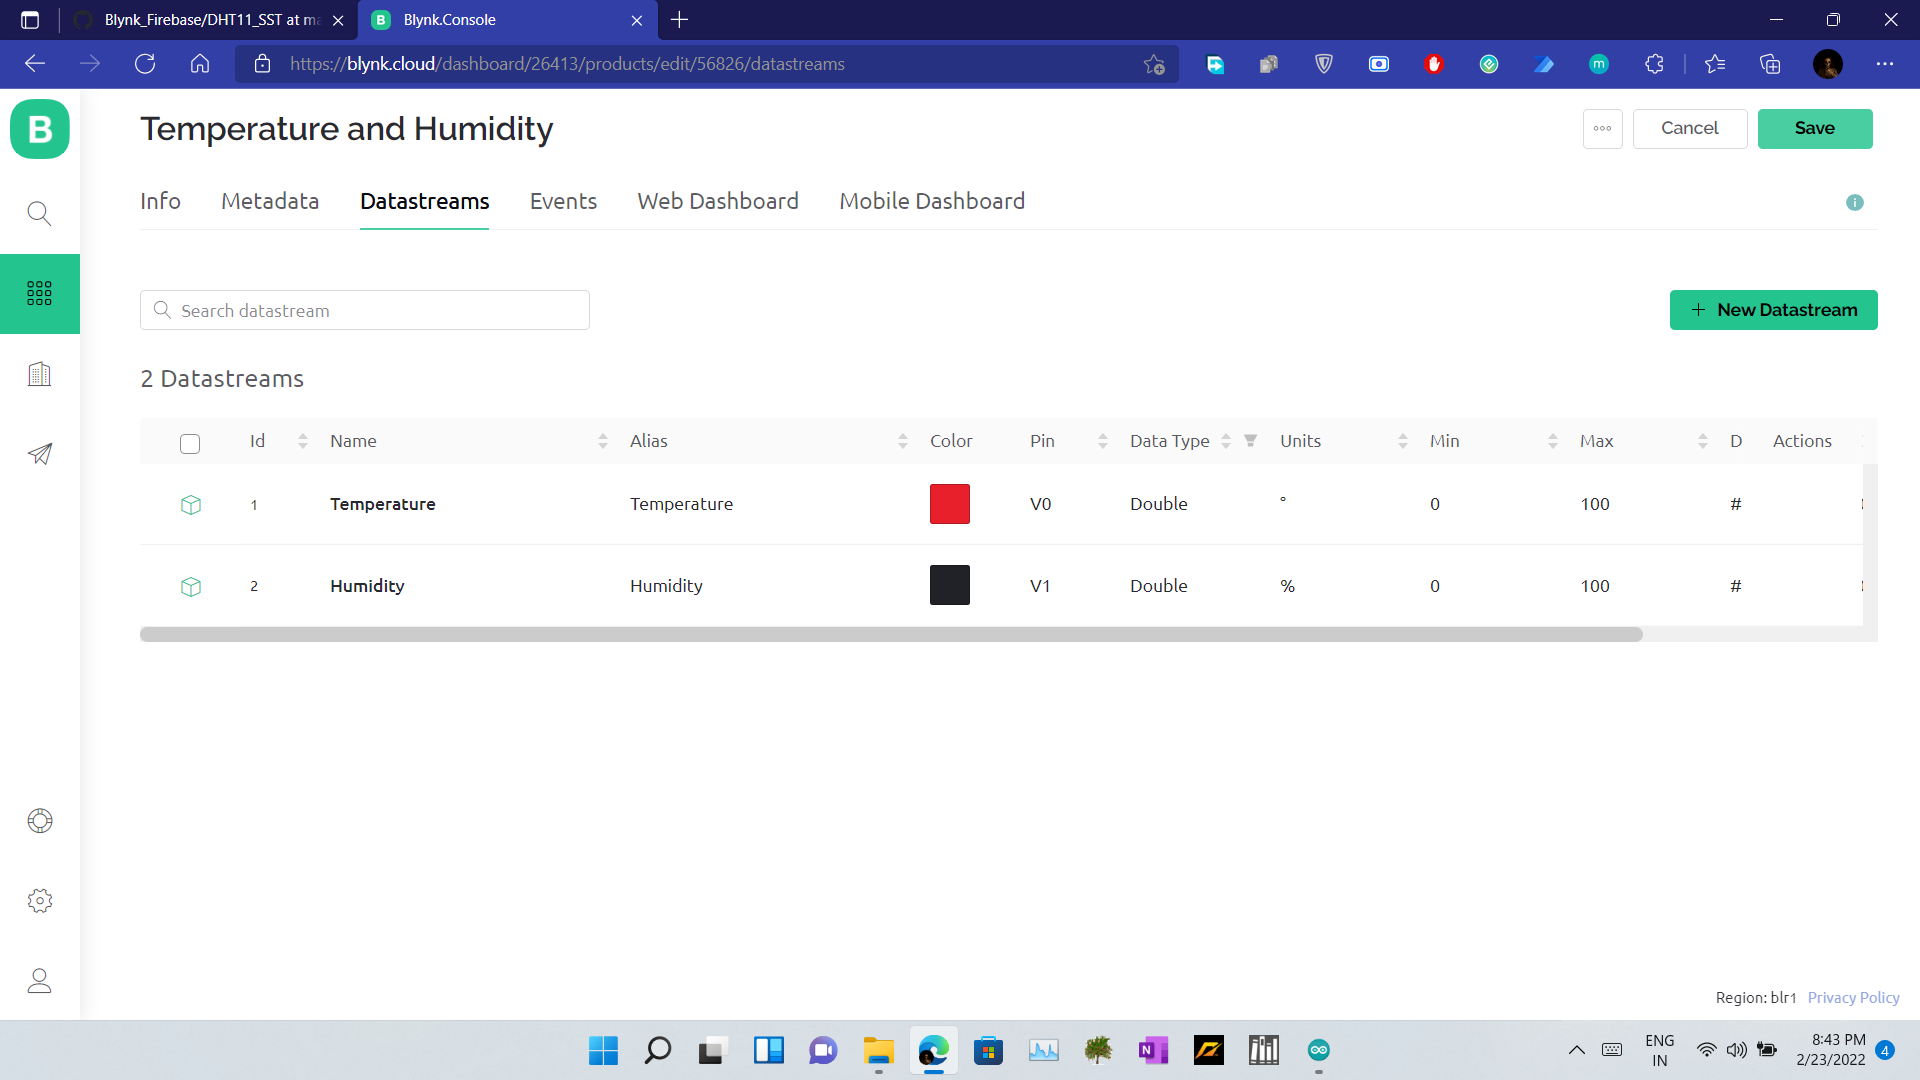 Blynk_Firebase/DHT11_SST at ma
Blynk.Console
https://blynk.cloud/dashboard/26413/products/edit/56826/datastreams
B
Temperature and Humidity
Cancel
Save
Info
Metadata
Datastreams
Events
Web Dashboard
Mobile Dashboard
Search datastream
+ New Datastream
2 Datastreams
Id Name Alias Color Pin Data Type Units Min Max D Actions
1 Temperature Temperature V0 Double ° 0 100 #
2 Humidity Humidity V1 Double % 0 100 #
Region: blr1 Privacy Policy
ENG
IN
8:43 PM
2/23/2022
4